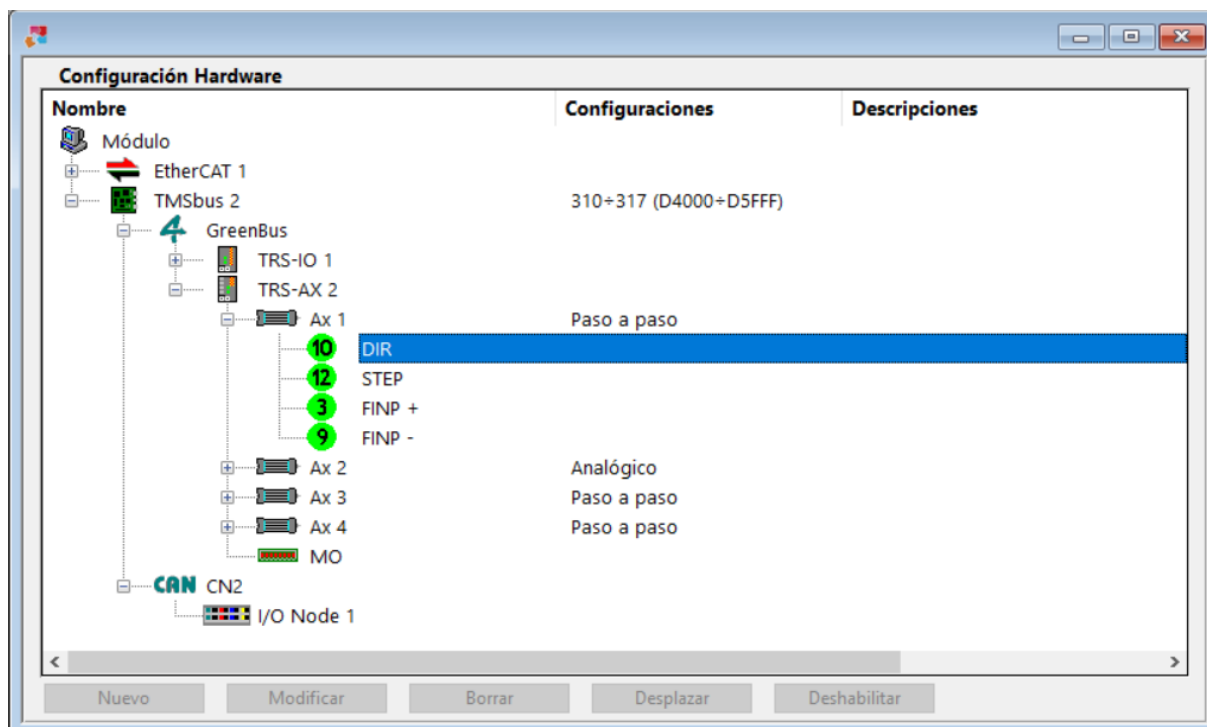 Configuración Hardware
Nombre Configuraciones Descripciones
Módulo
EtherCAT 1
TMSbus 2 310÷317 (D4000÷D5FFF)
4 GreenBus
TRS-IO 1
TRS-AX 2
Ax 1 Paso a paso
10 DIR
12 STEP
3 FINP +
9 FINP -
Ax 2 Analógico
Ax 3 Paso a paso
Ax 4 Paso a paso
MO
CAN CN2
I/O Node 1
Nuevo Modificar Borrar Desplazar Deshabilitar